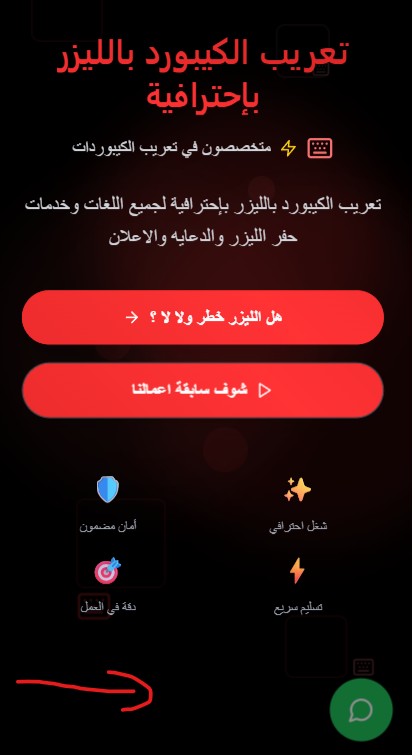 تعريب الكيبورد بالليزر
بإحترافية
متخصصون في تعريب الكيبوردات
تعريب الكيبورد بالليزر بإحترافية لجميع اللغات وخدمات
حفر الليزر والدعايه والاعلان
هل الليزر خطر ولا لا ؟
شوف سابقة اعمالنا
شغل احترافي
أمان مضمون
تسليم سريع
دقة في العمل